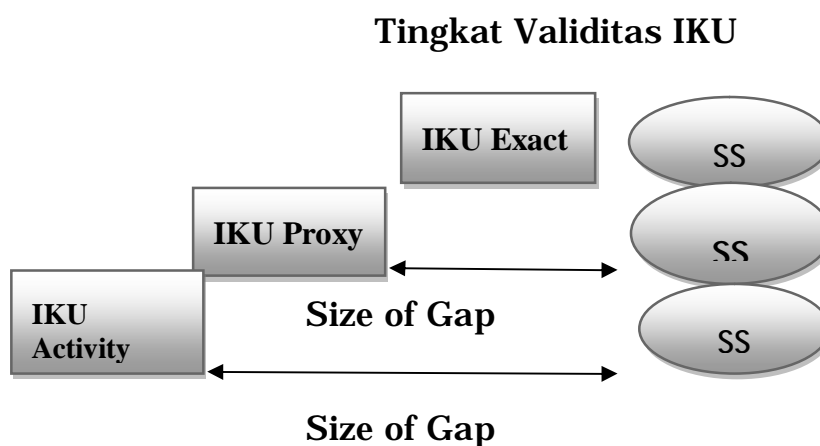 Tingkat Validitas IKU
IKU Exact
SS
IKU Proxy
SS
Size of Gap
IKU
Activity
SS
Size of Gap